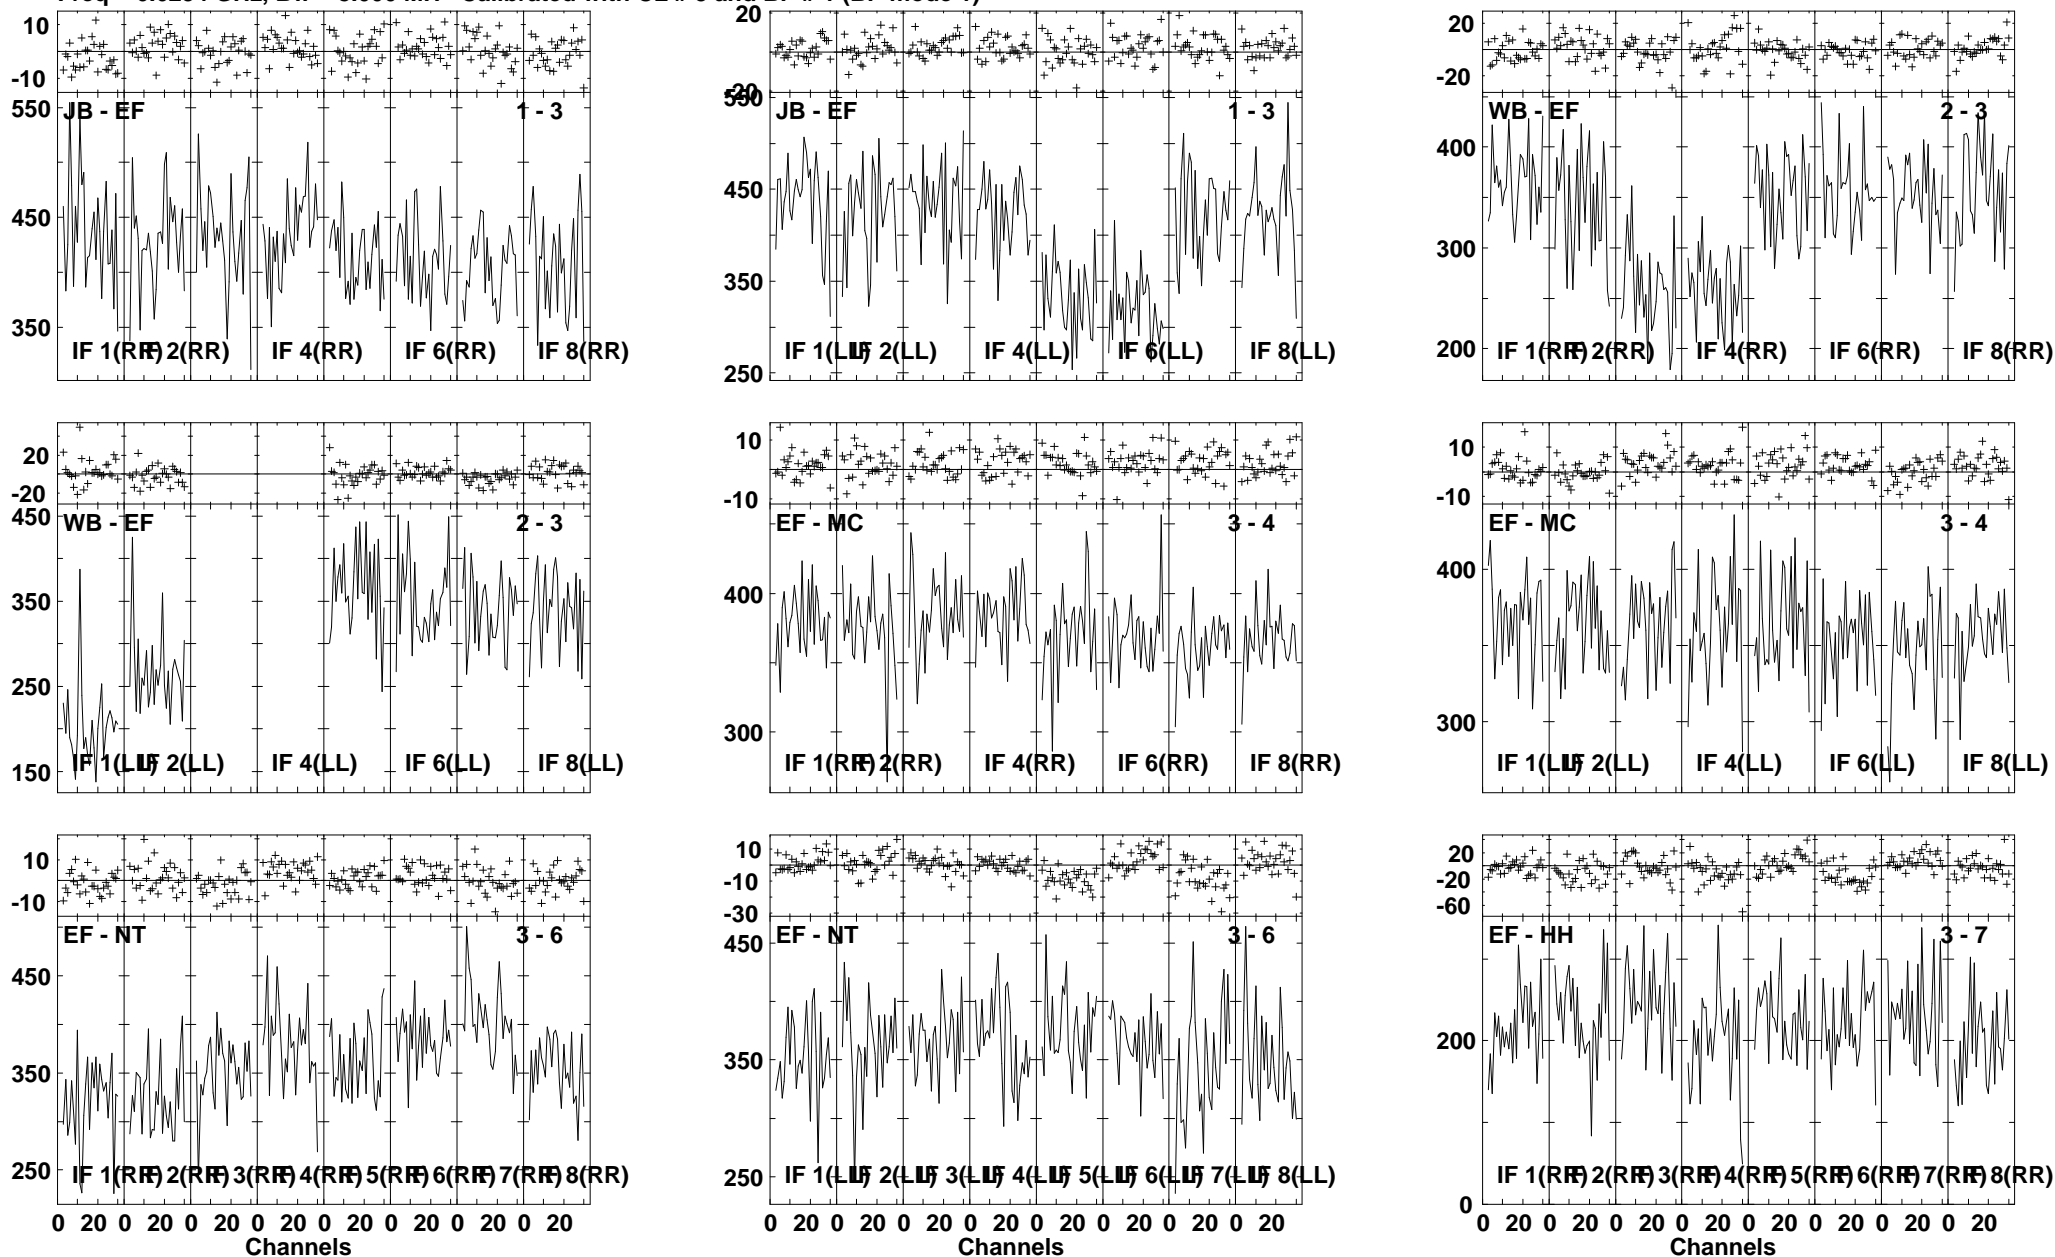 10
-10
550
450
350
JB - EF 1 - 3
IF 1(RR) IF 2(RR) IF 4(RR) IF 6(RR) IF 8(RR)
20
-20
550
450
350
250
JB - EF 1 - 3
IF 1(LL) IF 2(LL) IF 4(LL) IF 6(LL) IF 8(LL)
20
-20
400
300
200
WB - EF 2 - 3
IF 1(RR) IF 2(RR) IF 4(RR) IF 6(RR) IF 8(RR)
20
-20
450
350
250
150
WB - EF 2 - 3
IF 1(LL) IF 2(LL) IF 4(LL) IF 6(LL) IF 8(LL)
10
-10
400
300
EF - MC 3 - 4
IF 1(RR) IF 2(RR) IF 4(RR) IF 6(RR) IF 8(RR)
10
-10
400
300
EF - MC 3 - 4
IF 1(LL) IF 2(LL) IF 4(LL) IF 6(LL) IF 8(LL)
10
-10
450
350
250
EF - NT 3 - 6
IF 1(RR) IF 2(RR) IF 3(RR) IF 4(RR) IF 5(RR) IF 6(RR) IF 7(RR) IF 8(RR)
0 20 0 20 0 20 0 20 0 20 0 20 0 20 0 20
Channels
10
-10
-30
450
350
250
EF - NT 3 - 6
IF 1(LL) IF 2(LL) IF 3(LL) IF 4(LL) IF 5(LL) IF 6(LL) IF 7(LL) IF 8(LL)
0 20 0 20 0 20 0 20 0 20 0 20 0 20 0 20
Channels
20
-20
-60
200
0
EF - HH 3 - 7
IF 1(RR) IF 2(RR) IF 3(RR) IF 4(RR) IF 5(RR) IF 6(RR) IF 7(RR) IF 8(RR)
0 20 0 20 0 20 0 20 0 20 0 20 0 20 0 20
Channels